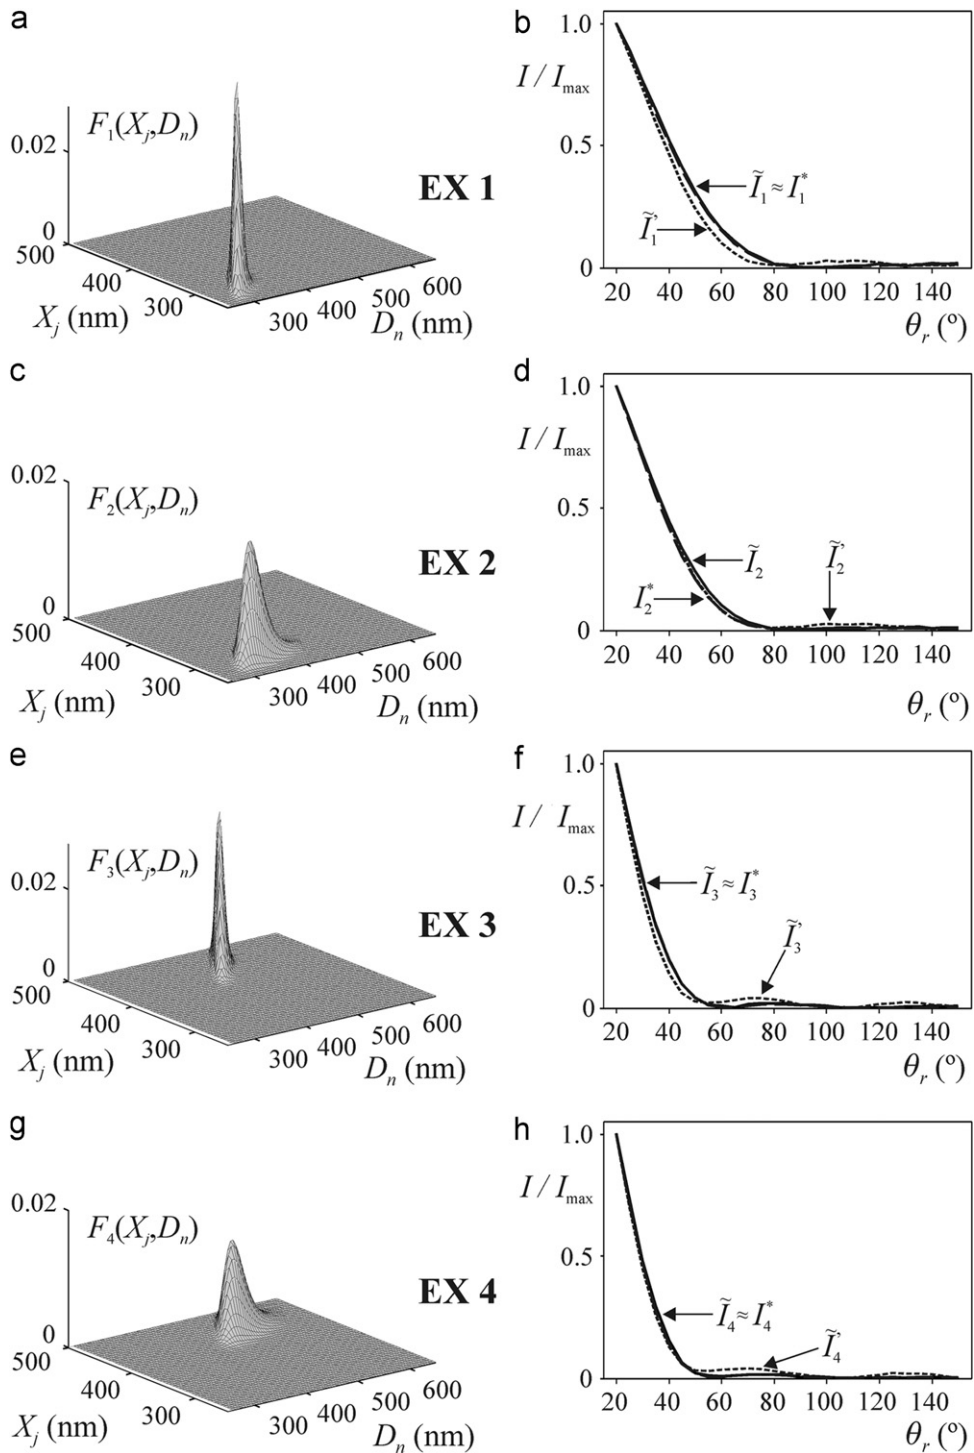 a
F₁(Xⱼ,Dₙ)
0.02
0
500
400
300
Xⱼ (nm)
300
400
500
600
Dₙ (nm)
EX 1
b
1.0
I / Iₘₐₓ
0.5
0
Ĩ₁ ≈ I₁*
Ĩ₁'
20 40 60 80 100 120 140
θᵣ (º)
c
0.02
F₂(Xⱼ,Dₙ)
0
500
400
300
Xⱼ (nm)
300
400
500
600
Dₙ (nm)
EX 2
d
1.0
I / Iₘₐₓ
0.5
0
Ĩ₂
I₂*
Ĩ₂'
20 40 60 80 100 120 140
θᵣ (º)
e
F₃(Xⱼ,Dₙ)
0.02
0
500
400
300
Xⱼ (nm)
300
400
500
600
Dₙ (nm)
EX 3
f
1.0
I / Iₘₐₓ
0.5
0
Ĩ₃ ≈ I₃*
Ĩ₃'
20 40 60 80 100 120 140
θᵣ (º)
g
0.02
F₄(Xⱼ,Dₙ)
0
500
400
300
Xⱼ (nm)
300
400
500
600
Dₙ (nm)
EX 4
h
1.0
I / Iₘₐₓ
0.5
0
Ĩ₄ ≈ I₄*
Ĩ₄'
20 40 60 80 100 120 140
θᵣ (º)